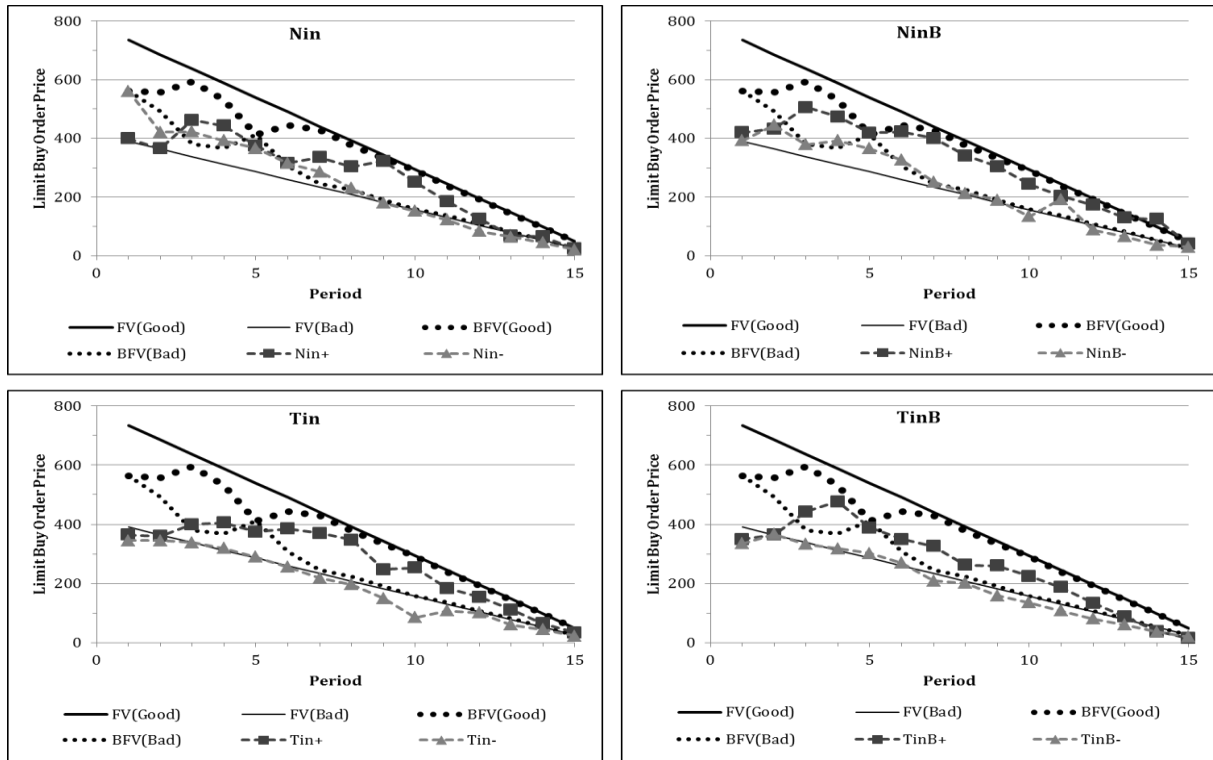 Nin
Limit Buy Order Price
800
600
400
200
0
0 5 10 15
Period
FV(Good) FV(Bad) BFV(Good)
BFV(Bad) Nin+ Nin-
NinB
Limit Buy Order Price
800
600
400
200
0
0 5 10 15
Period
FV(Good) FV(Bad) BFV(Good)
BFV(Bad) NinB+ NinB-
Tin
Limit Buy Order Price
800
600
400
200
0
0 5 10 15
Period
FV(Good) FV(Bad) BFV(Good)
BFV(Bad) Tin+ Tin-
TinB
Limit Buy Order Price
800
600
400
200
0
0 5 10 15
Period
FV(Good) FV(Bad) BFV(Good)
BFV(Bad) TinB+ TinB-